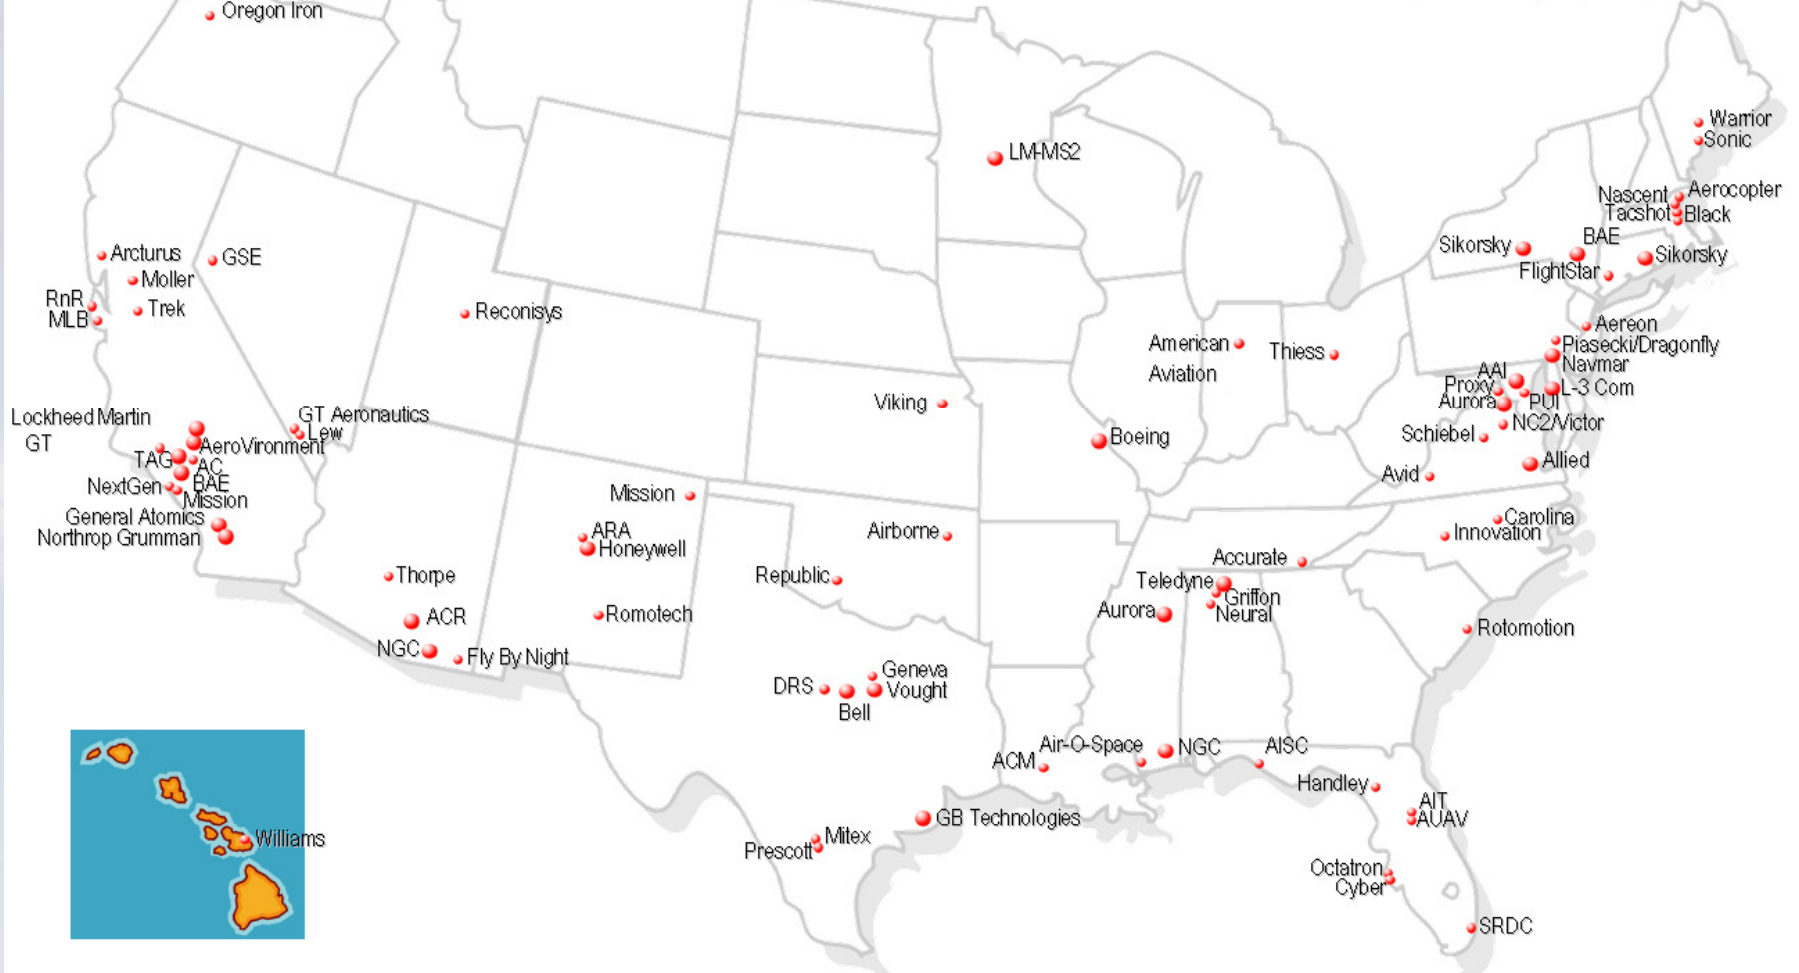 Oregon Iron
Warrior
Sonic
LM-MS2
Nascent
Aerocopter
Tacshot
Black
Sikorsky
BAE
Sikorsky
FlightStar
Arcturus
GSE
Moller
RnR
MLB
Trek
Reconisys
Aereon
American
Aviation
Thiess
Piasecki/Dragonfly
Navmar
AAI
Proxy
L-3 Com
Aurora
PUI
NC2/Victor
Viking
Lockheed Martin
GT
GT Aeronautics
Lew
AeroVironment
TAG
AC
BAE
NextGen
Mission
General Atomics
Northrop Grumman
Boeing
Schiebel
Allied
Avid
Mission
ARA
Honeywell
Airborne
Carolina
Innovation
Accurate
Thorpe
Republic
Teledyne
Griffon
Neural
Aurora
ACR
Romotech
Rotomotion
NGC
Fly By Night
Geneva
DRS
Vought
Bell
Air-O-Space
NGC
AISC
ACM
Handley
AIT
AUAV
GB Technologies
Mitex
Prescott
Williams
Octatron
Cyber
SRDC